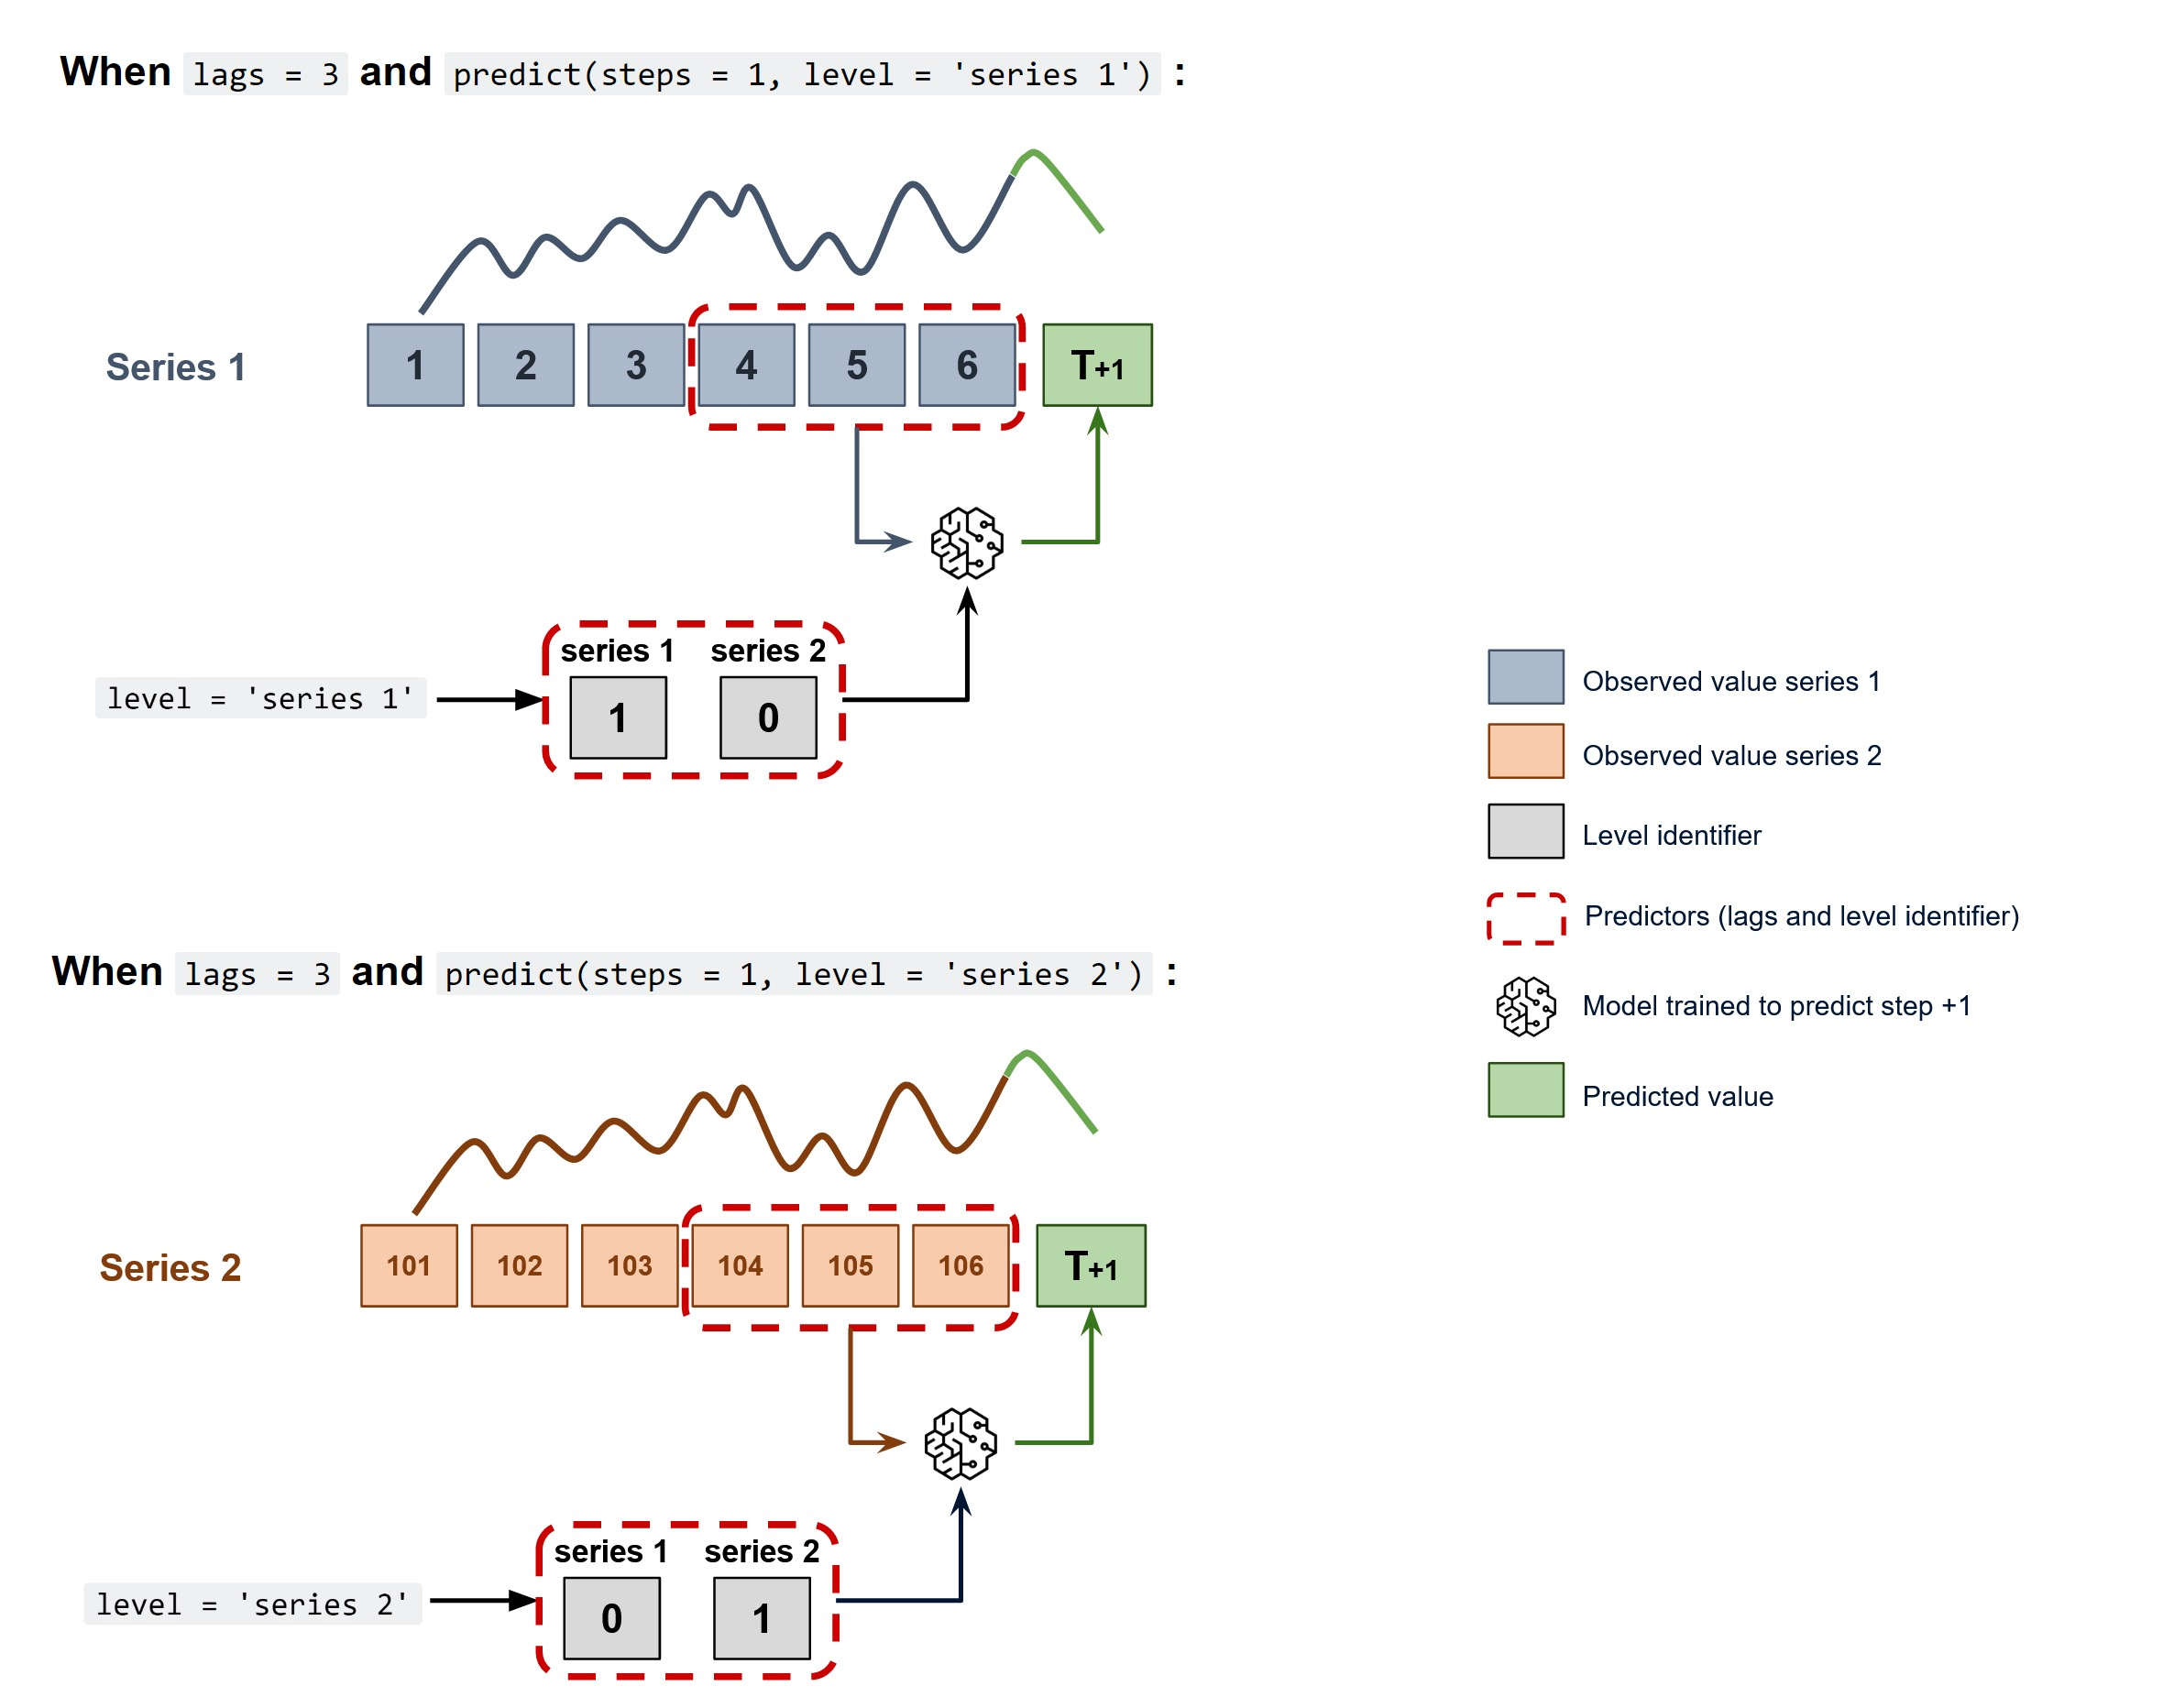 When lags = 3 and predict(steps = 1, level = 'series 1') :
Series 1
1 2 3 4 5 6 T+1
series 1 series 2
level = 'series 1'
1 0
Observed value series 1
Observed value series 2
Level identifier
Predictors (lags and level identifier)
Model trained to predict step +1
Predicted value
When lags = 3 and predict(steps = 1, level = 'series 2') :
Series 2
101 102 103 104 105 106 T+1
series 1 series 2
level = 'series 2'
0 1